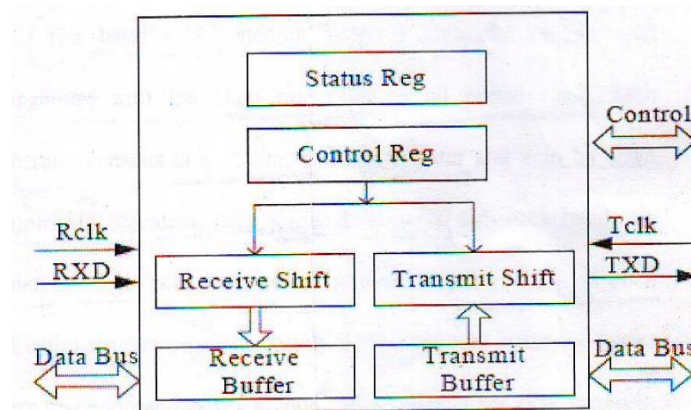 Status Reg
Control
Control Reg
Rclk
Tclk
RXD
Receive Shift
Transmit Shift
TXD
Data Bus
Receive
Buffer
Transmit
Buffer
Data Bus